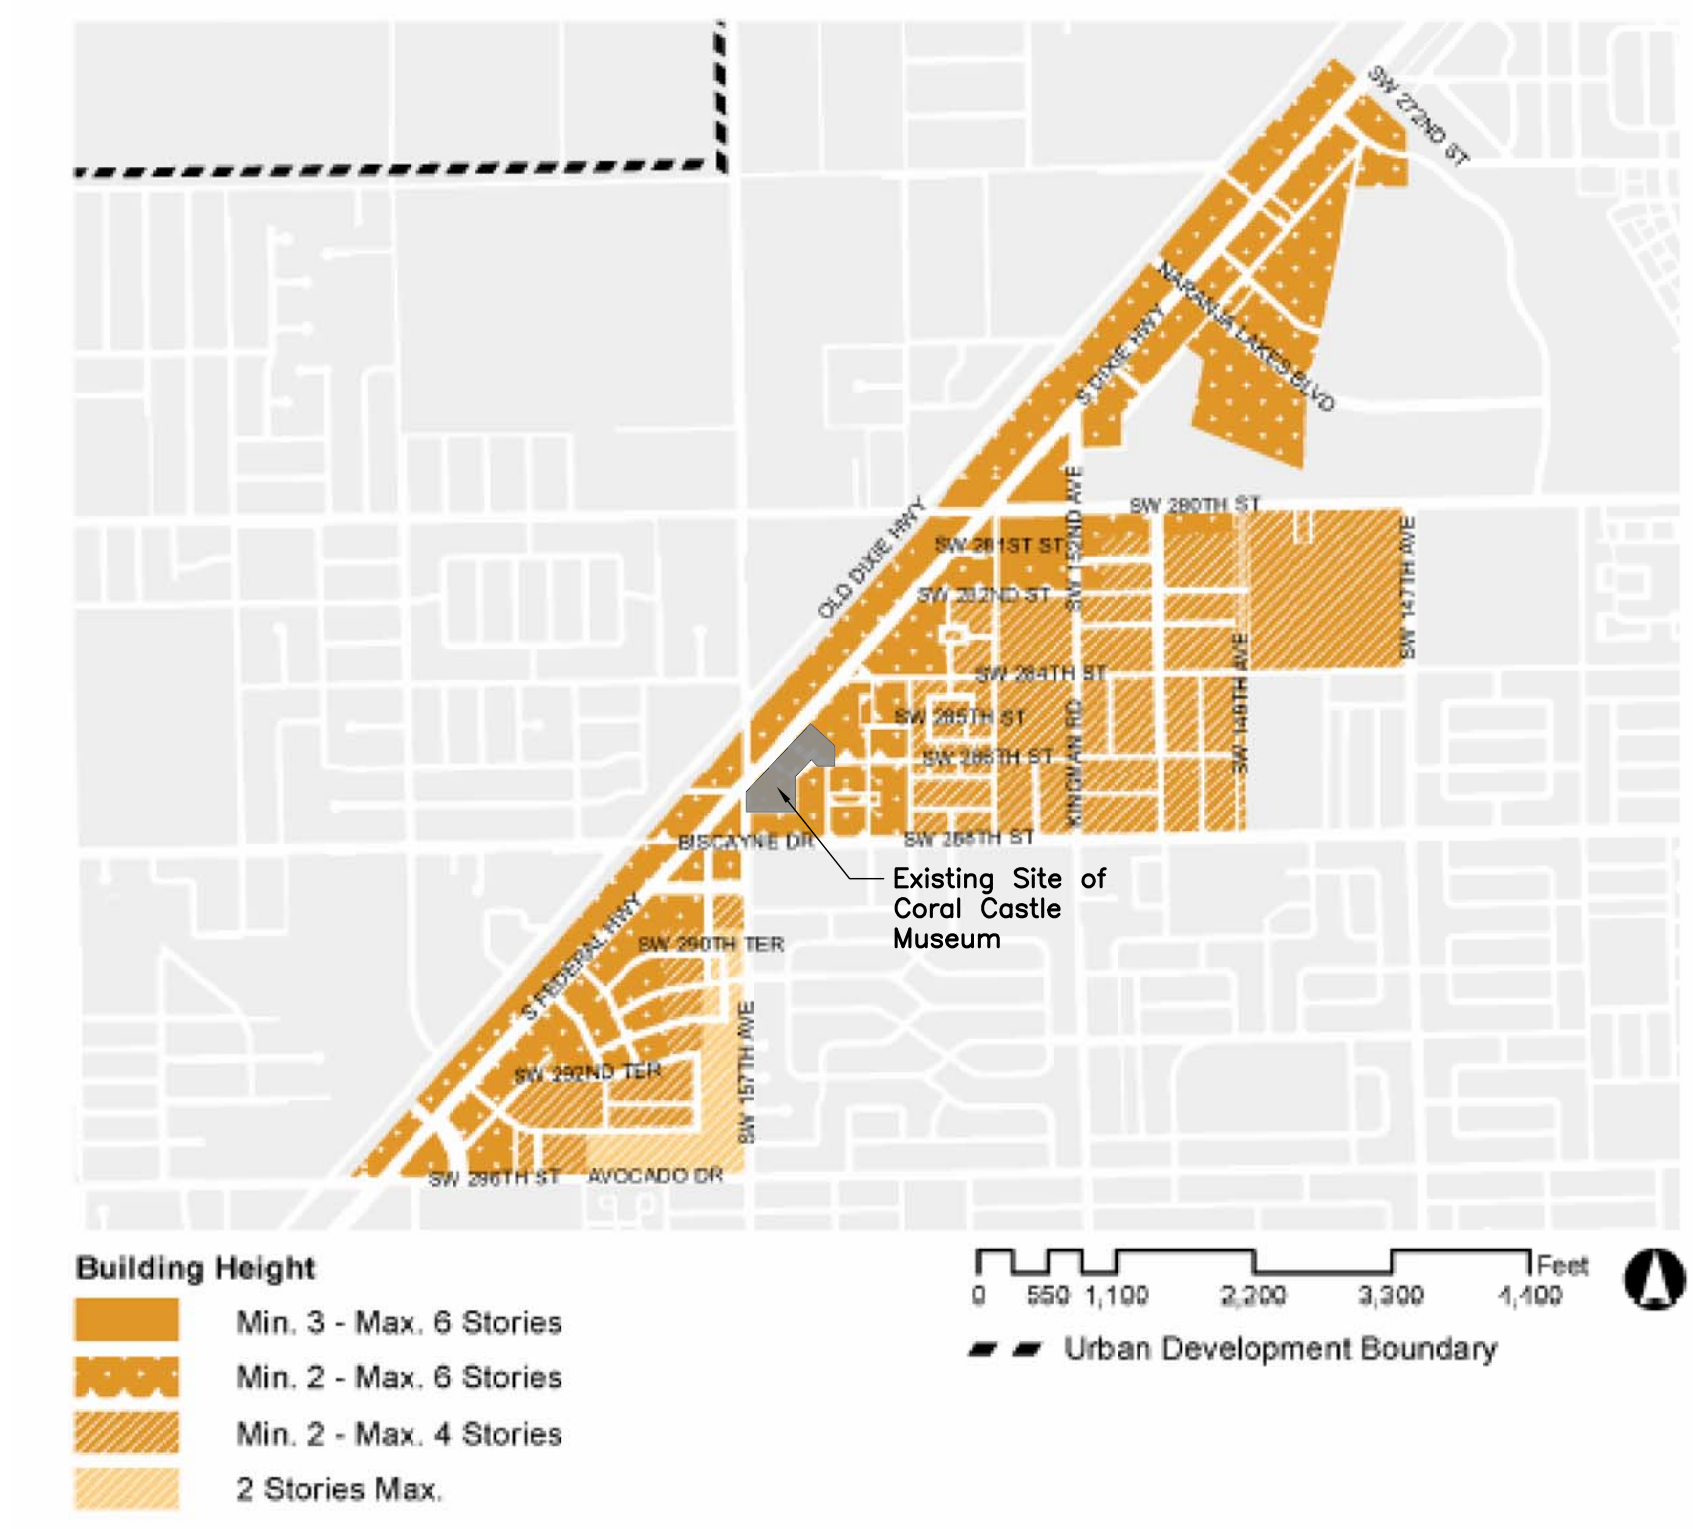 SW 272ND ST
NARANJA LAKES BLVD
S DIXIE HWY
SW 152ND AVE
SW 280TH ST
OLD DIXIE HWY
SW 281ST ST
SW 147TH AVE
SW 282ND ST
SW 284TH ST
SW 149TH AVE
KINGMAN RD
SW 285TH ST
SW 286TH ST
BISCAYNE DR
SW 288TH ST
Existing Site of
Coral Castle
Museum
S FEDERAL HWY
SW 290TH TER
SW 157TH AVE
SW 292ND TER
SW 296TH ST
AVOCADO DR
Building Height
Min. 3 - Max. 6 Stories
Min. 2 - Max. 6 Stories
Min. 2 - Max. 4 Stories
2 Stories Max.
Feet
0 550 1,100 2,200 3,300 1,100
Urban Development Boundary